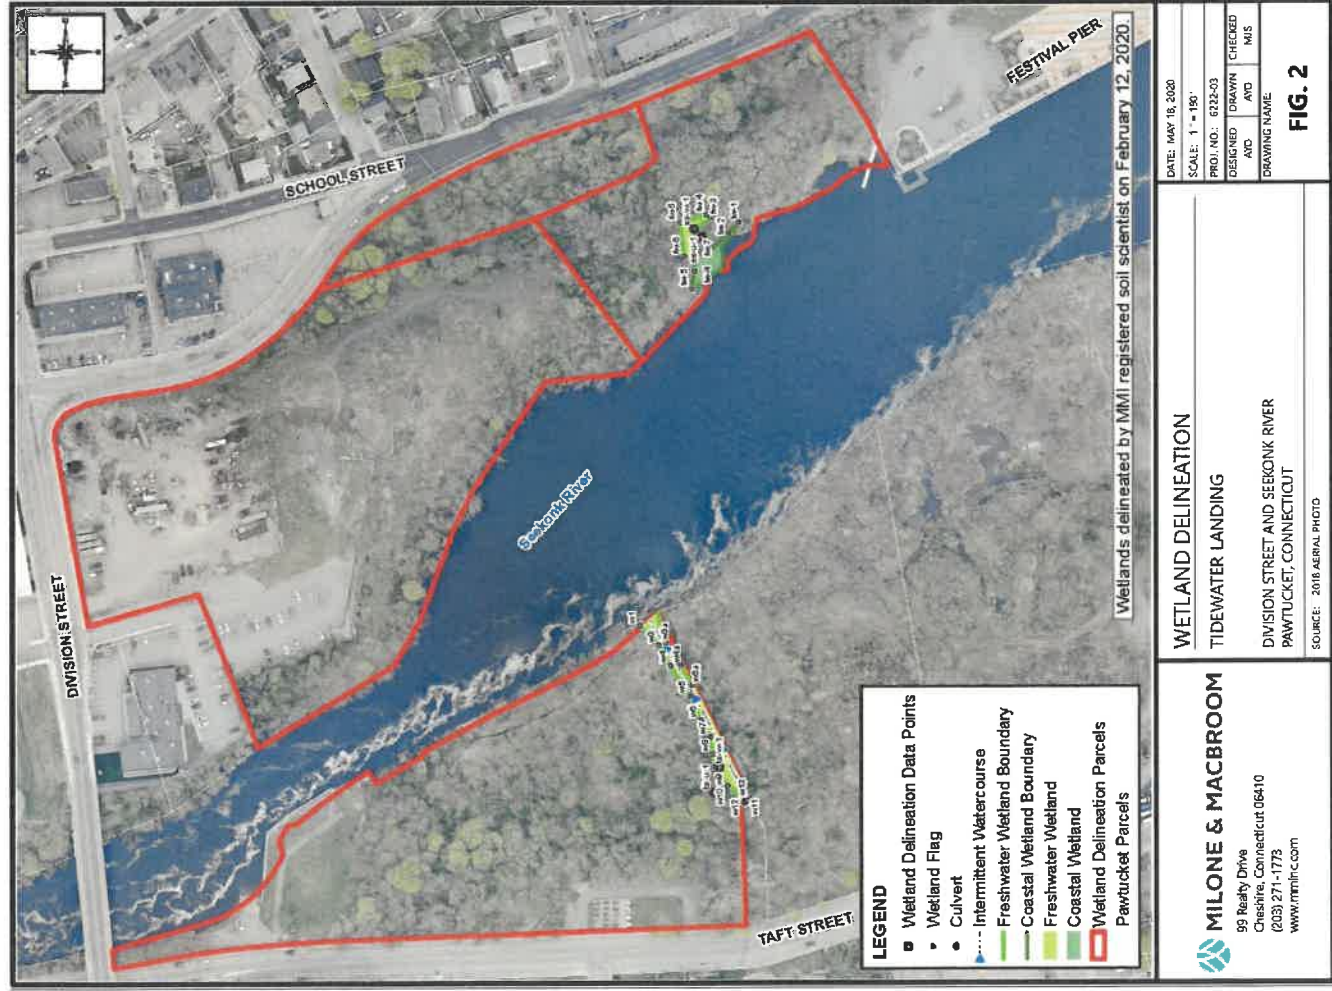 SCHOOL STREET
FESTIVAL PIER
DIVISION STREET
Seekonk River
TAFT STREET
Wetlands delineated by MMI registered soil scientist on February 12, 2020.
LEGEND
Wetland Delineation Data Points
Wetland Flag
Culvert
Intermittent Watercourse
Freshwater Wetland Boundary
Coastal Wetland Boundary
Freshwater Wetland
Coastal Wetland
Wetland Delineation Parcels
Pawtucket Parcels
MILONE & MACBROOM
99 Realty Drive
Cheshire, Connecticut 06410
(203) 271-1773
www.mminc.com
WETLAND DELINEATION
TIDEWATER LANDING
DIVISION STREET AND SEEKONK RIVER
PAWTUCKET, CONNECTICUT
SOURCE: 2018 AERIAL PHOTO
DATE: MAY 18, 2020
SCALE: 1" = 190'
PROJ. NO.: 6222-03
DESIGNED DRAWN CHECKED
AYO AYO MJS
DRAWING NAME:
FIG. 2